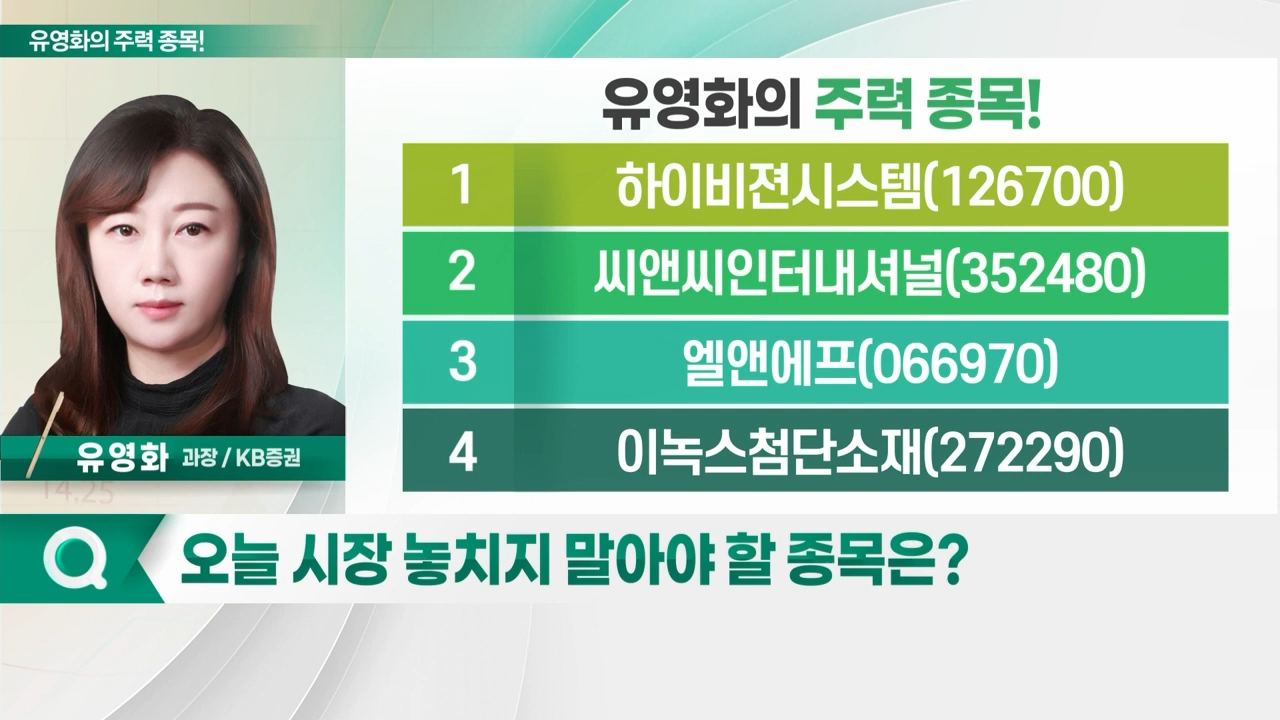 유영화의 주력 종목!
유영화의 주력 종목!
1 하이비젼시스템(126700)
2 씨앤씨인터내셔널(352480)
3 엘앤에프(066970)
4 이녹스첨단소재(272290)
유영화 과장 / KB증권
14.25
Q 오늘 시장 놓치지 말아야 할 종목은?